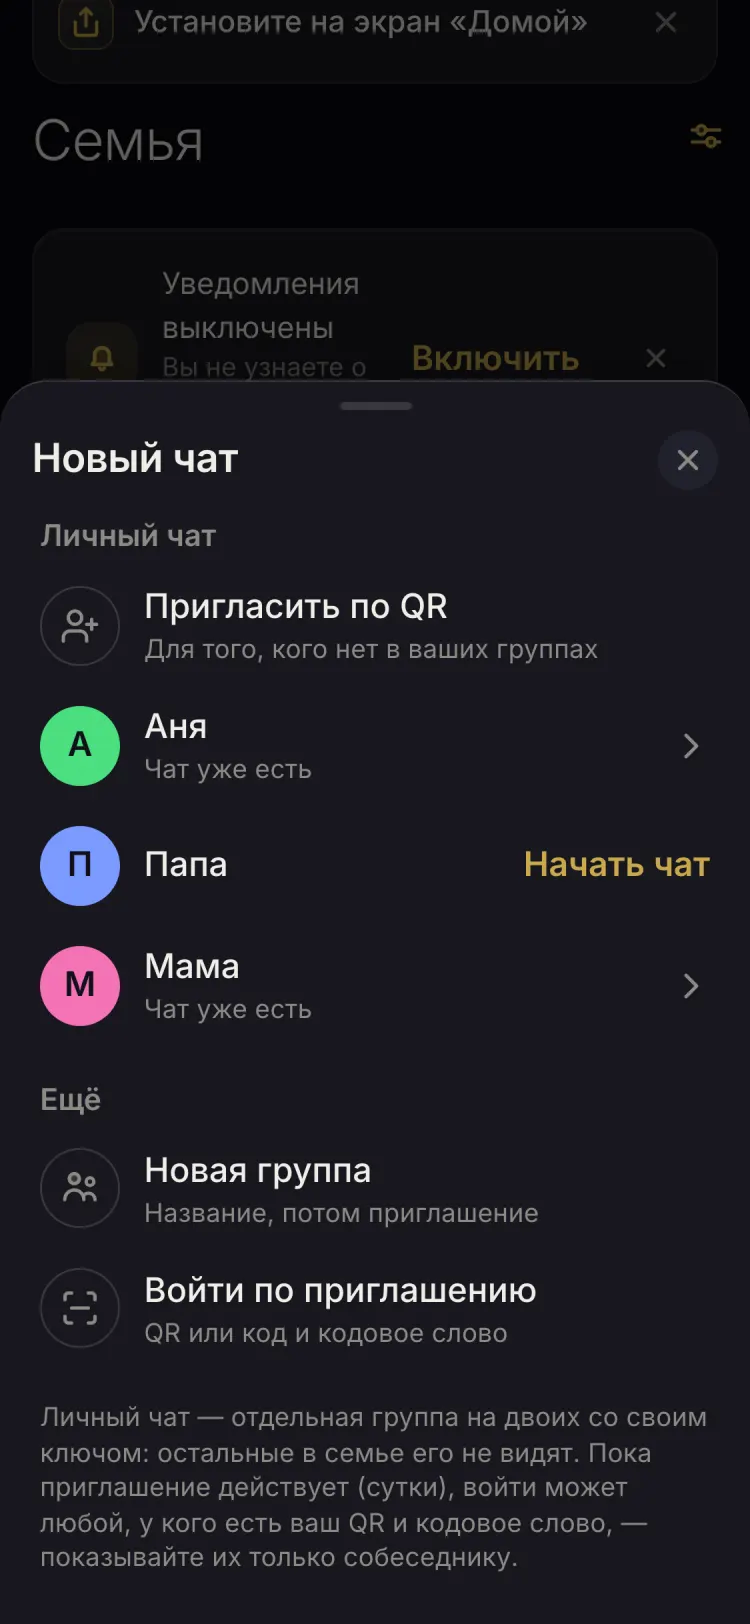 Установите на экран «Домой»
Семья
Уведомления
выключены
Вы не узнаете о
Включить
Новый чат
Личный чат
Пригласить по QR
Для того, кого нет в ваших группах
А
Аня
Чат уже есть
П
Папа
Начать чат
М
Мама
Чат уже есть
Ещё
Новая группа
Название, потом приглашение
Войти по приглашению
QR или код и кодовое слово
Личный чат — отдельная группа на двоих со своим
ключом: остальные в семье его не видят. Пока
приглашение действует (сутки), войти может
любой, у кого есть ваш QR и кодовое слово, —
показывайте их только собеседнику.